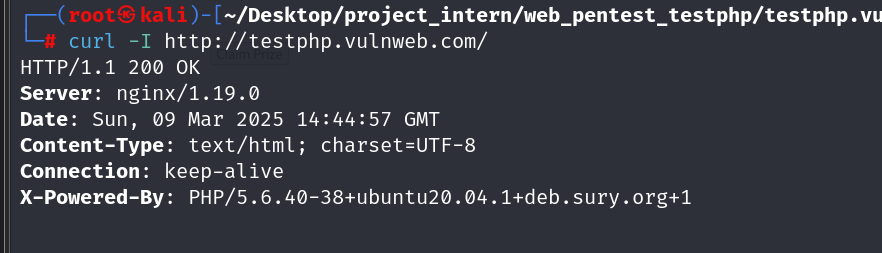 ┌──(root㉿kali)-[~/Desktop/project_intern/web_pentest_testphp/testphp.vu
└─# curl -I http://testphp.vulnweb.com/
Claim Prize
HTTP/1.1 200 OK
Server: nginx/1.19.0
Date: Sun, 09 Mar 2025 14:44:57 GMT
Content-Type: text/html; charset=UTF-8
Connection: keep-alive
X-Powered-By: PHP/5.6.40-38+ubuntu20.04.1+deb.sury.org+1